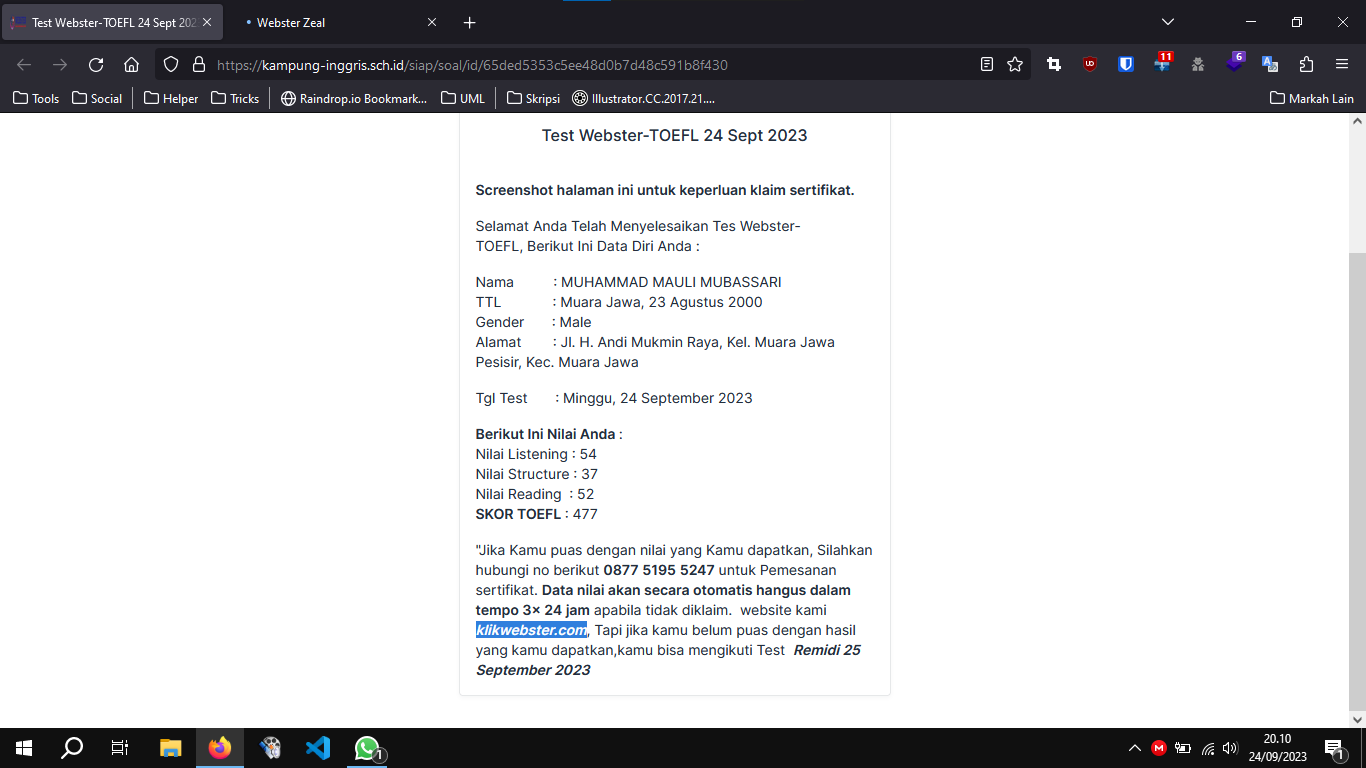 Test Webster-TOEFL 24 Sept 202
Webster Zeal
https://kampung-inggris.sch.id/siap/soal/id/65ded5353c5ee48d0b7d48c591b8f430
11
6
Tools Social Helper Tricks Raindrop.io Bookmark... UML Skripsi Illustrator.CC.2017.21.... Markah Lain
Test Webster-TOEFL 24 Sept 2023
Screenshot halaman ini untuk keperluan klaim sertifikat.
Selamat Anda Telah Menyelesaikan Tes Webster-
TOEFL, Berikut Ini Data Diri Anda :
Nama : MUHAMMAD MAULI MUBASSARI
TTL : Muara Jawa, 23 Agustus 2000
Gender : Male
Alamat : Jl. H. Andi Mukmin Raya, Kel. Muara Jawa
Pesisir, Kec. Muara Jawa
Tgl Test : Minggu, 24 September 2023
Berikut Ini Nilai Anda :
Nilai Listening : 54
Nilai Structure : 37
Nilai Reading : 52
SKOR TOEFL : 477
"Jika Kamu puas dengan nilai yang Kamu dapatkan, Silahkan
hubungi no berikut 0877 5195 5247 untuk Pemesanan
sertifikat. Data nilai akan secara otomatis hangus dalam
tempo 3x 24 jam apabila tidak diklaim. website kami
klikwebster.com, Tapi jika kamu belum puas dengan hasil
yang kamu dapatkan,kamu bisa mengikuti Test Remidi 25
September 2023
1
20.10
24/09/2023
1